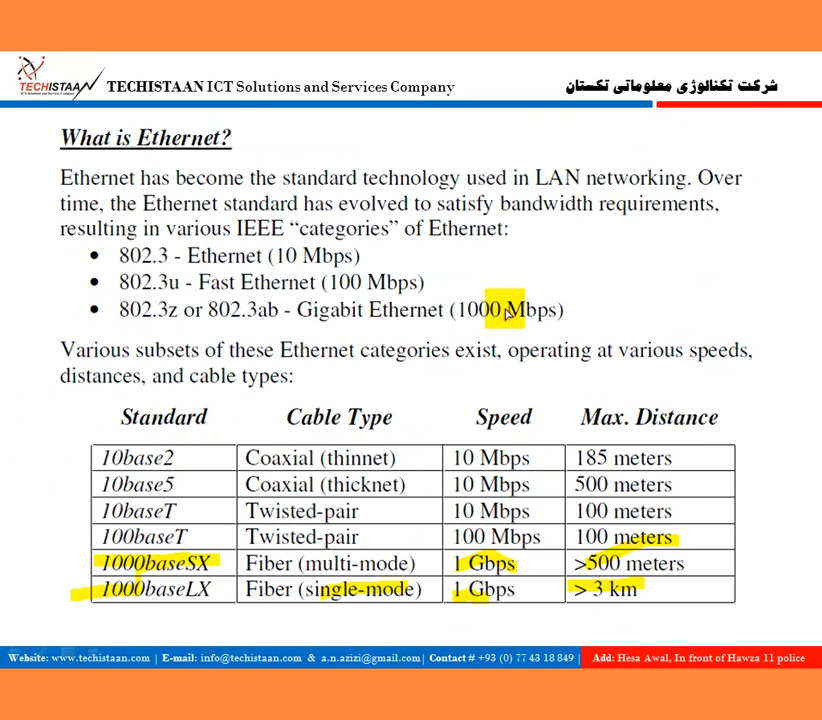 TECHISTAAN
ICT Solutions and Services Company
TECHISTAAN ICT Solutions and Services Company
شرکت تکنالوژی معلوماتی تکستان
What is Ethernet?
Ethernet has become the standard technology used in LAN networking. Over
time, the Ethernet standard has evolved to satisfy bandwidth requirements,
resulting in various IEEE “categories” of Ethernet:
• 802.3 - Ethernet (10 Mbps)
• 802.3u - Fast Ethernet (100 Mbps)
• 802.3z or 802.3ab - Gigabit Ethernet (1000 Mbps)
Various subsets of these Ethernet categories exist, operating at various speeds,
distances, and cable types:
Standard Cable Type Speed Max. Distance
10base2 Coaxial (thinnet) 10 Mbps 185 meters
10base5 Coaxial (thicknet) 10 Mbps 500 meters
10baseT Twisted-pair 10 Mbps 100 meters
100baseT Twisted-pair 100 Mbps 100 meters
1000baseSX Fiber (multi-mode) 1 Gbps >500 meters
1000baseLX Fiber (single-mode) 1 Gbps > 3 km
Website: www.techistaan.com | E-mail: info@techistaan.com & a.n.azizi@gmail.com| Contact # +93 (0) 77 43 18 849 | Add: Hesa Awal, In front of Hawza 11 police